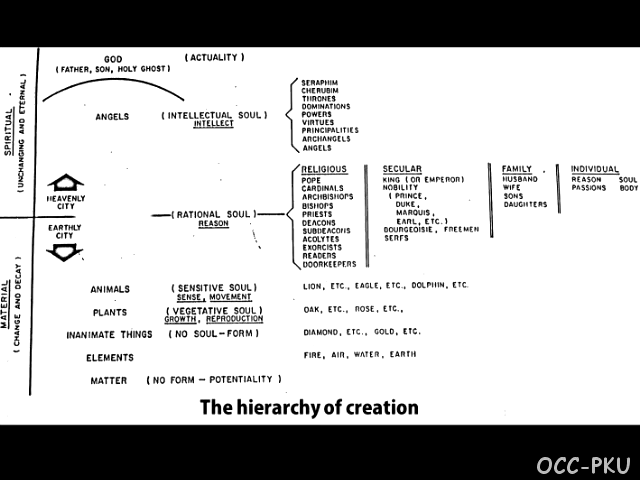 GOD (ACTUALITY)
(FATHER, SON, HOLY GHOST)
SPIRITUAL
(UNCHANGING AND ETERNAL)
ANGELS (INTELLECTUAL SOUL)
INTELLECT
SERAPHIM
CHERUBIM
THRONES
DOMINATIONS
POWERS
VIRTUES
PRINCIPALITIES
ARCHANGELS
ANGELS
HEAVENLY
CITY
EARTHLY
CITY
(RATIONAL SOUL)
REASON
RELIGIOUS
POPE
CARDINALS
ARCHBISHOPS
BISHOPS
PRIESTS
DEACONS
SUBDEACONS
ACOLYTES
EXORCISTS
READERS
DOORKEEPERS
SECULAR
KING (OR EMPEROR)
NOBILITY
(PRINCE,
DUKE,
MARQUIS,
EARL, ETC.)
BOURGEOISIE, FREEMEN
SERFS
FAMILY
HUSBAND
WIFE
SONS
DAUGHTERS
INDIVIDUAL
REASON SOUL
PASSIONS BODY
MATERIAL
(CHANGE AND DECAY)
ANIMALS (SENSITIVE SOUL) LION, ETC., EAGLE, ETC., DOLPHIN, ETC.
SENSE, MOVEMENT
PLANTS (VEGETATIVE SOUL) OAK, ETC., ROSE, ETC.,
GROWTH, REPRODUCTION
INANIMATE THINGS (NO SOUL-FORM) DIAMOND, ETC., GOLD, ETC.
ELEMENTS FIRE, AIR, WATER, EARTH
MATTER (NO FORM — POTENTIALITY)
The hierarchy of creation
OCC-PKU